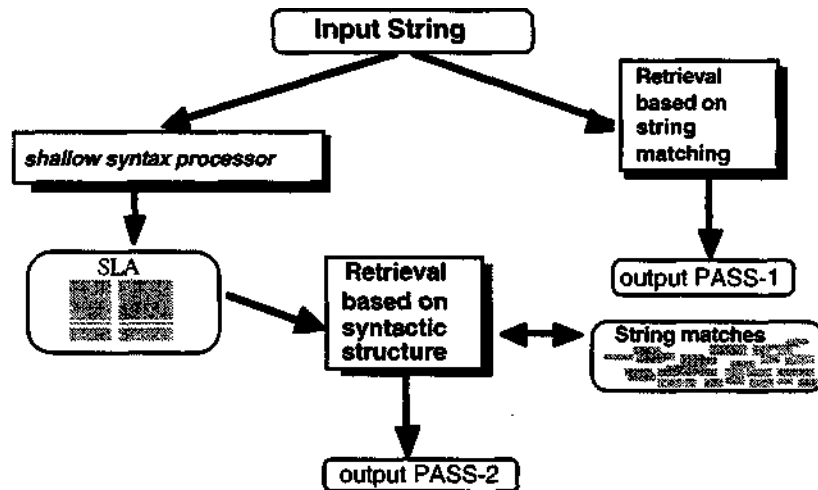 Input String
Retrieval
based on
string
matching
shallow syntax processor
SLA
Retrieval
based on
syntactic
structure
output PASS-1
String matches
output PASS-2